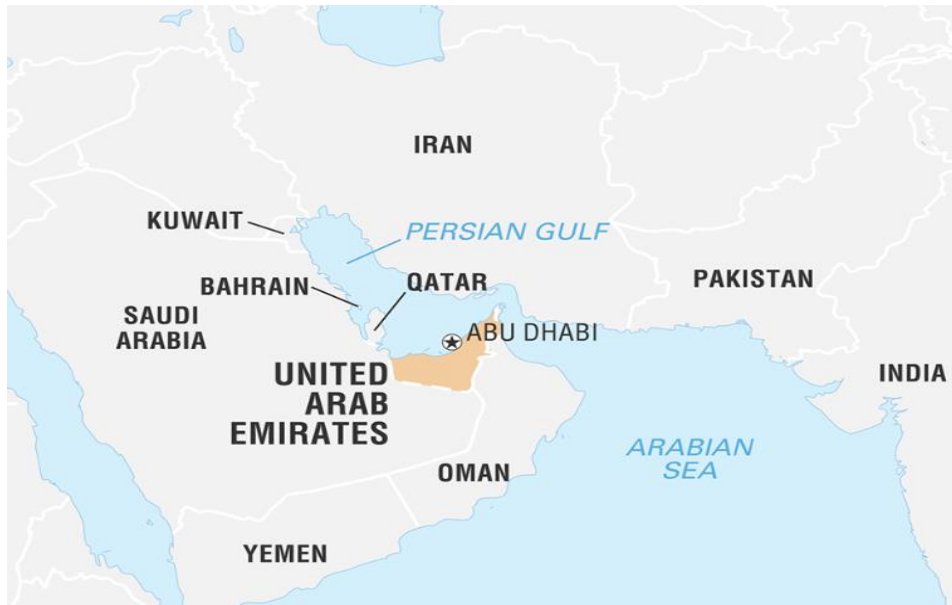 IRAN
KUWAIT
PERSIAN GULF
BAHRAIN
QATAR
PAKISTAN
SAUDI
ARABIA
ABU DHABI
UNITED
ARAB
EMIRATES
INDIA
ARABIAN
SEA
OMAN
YEMEN